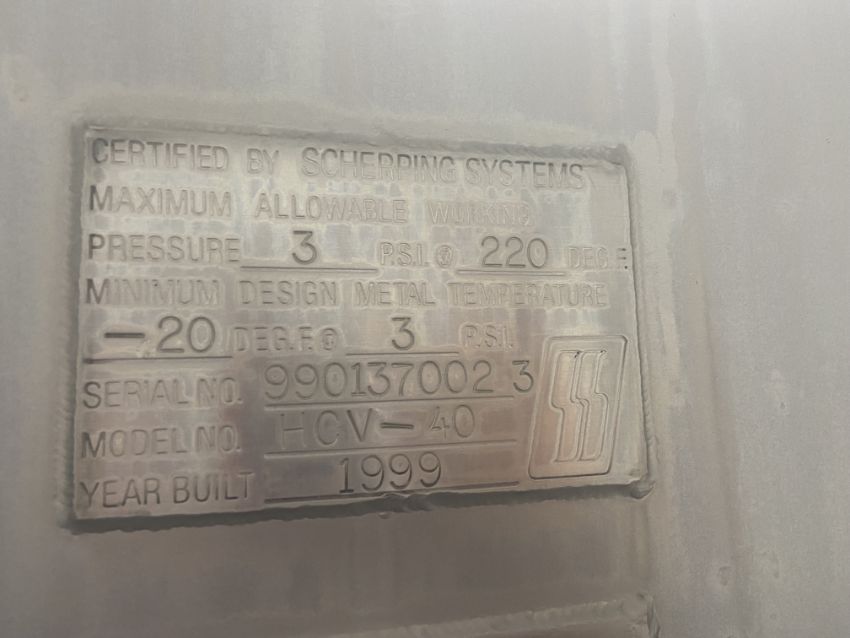 CERTIFIED BY SCHERPING SYSTEMS
MAXIMUM ALLOWABLE WORKING
PRESSURE 3 P.S.I. @ 220 DEG.F.
MINIMUM DESIGN METAL TEMPERATURE
-20 DEG.F. @ 3 P.S.I.
SERIAL NO. 990137002 3
MODEL NO. HCV-40
YEAR BUILT 1999